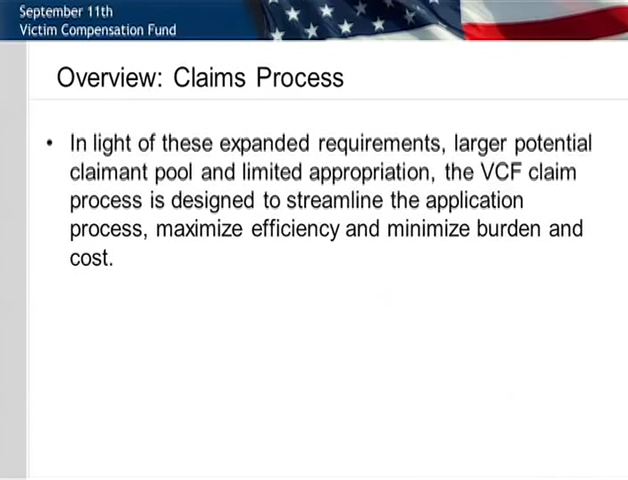 September 11th
Victim Compensation Fund
Overview: Claims Process
• In light of these expanded requirements, larger potential
claimant pool and limited appropriation, the VCF claim
process is designed to streamline the application
process, maximize efficiency and minimize burden and
cost.